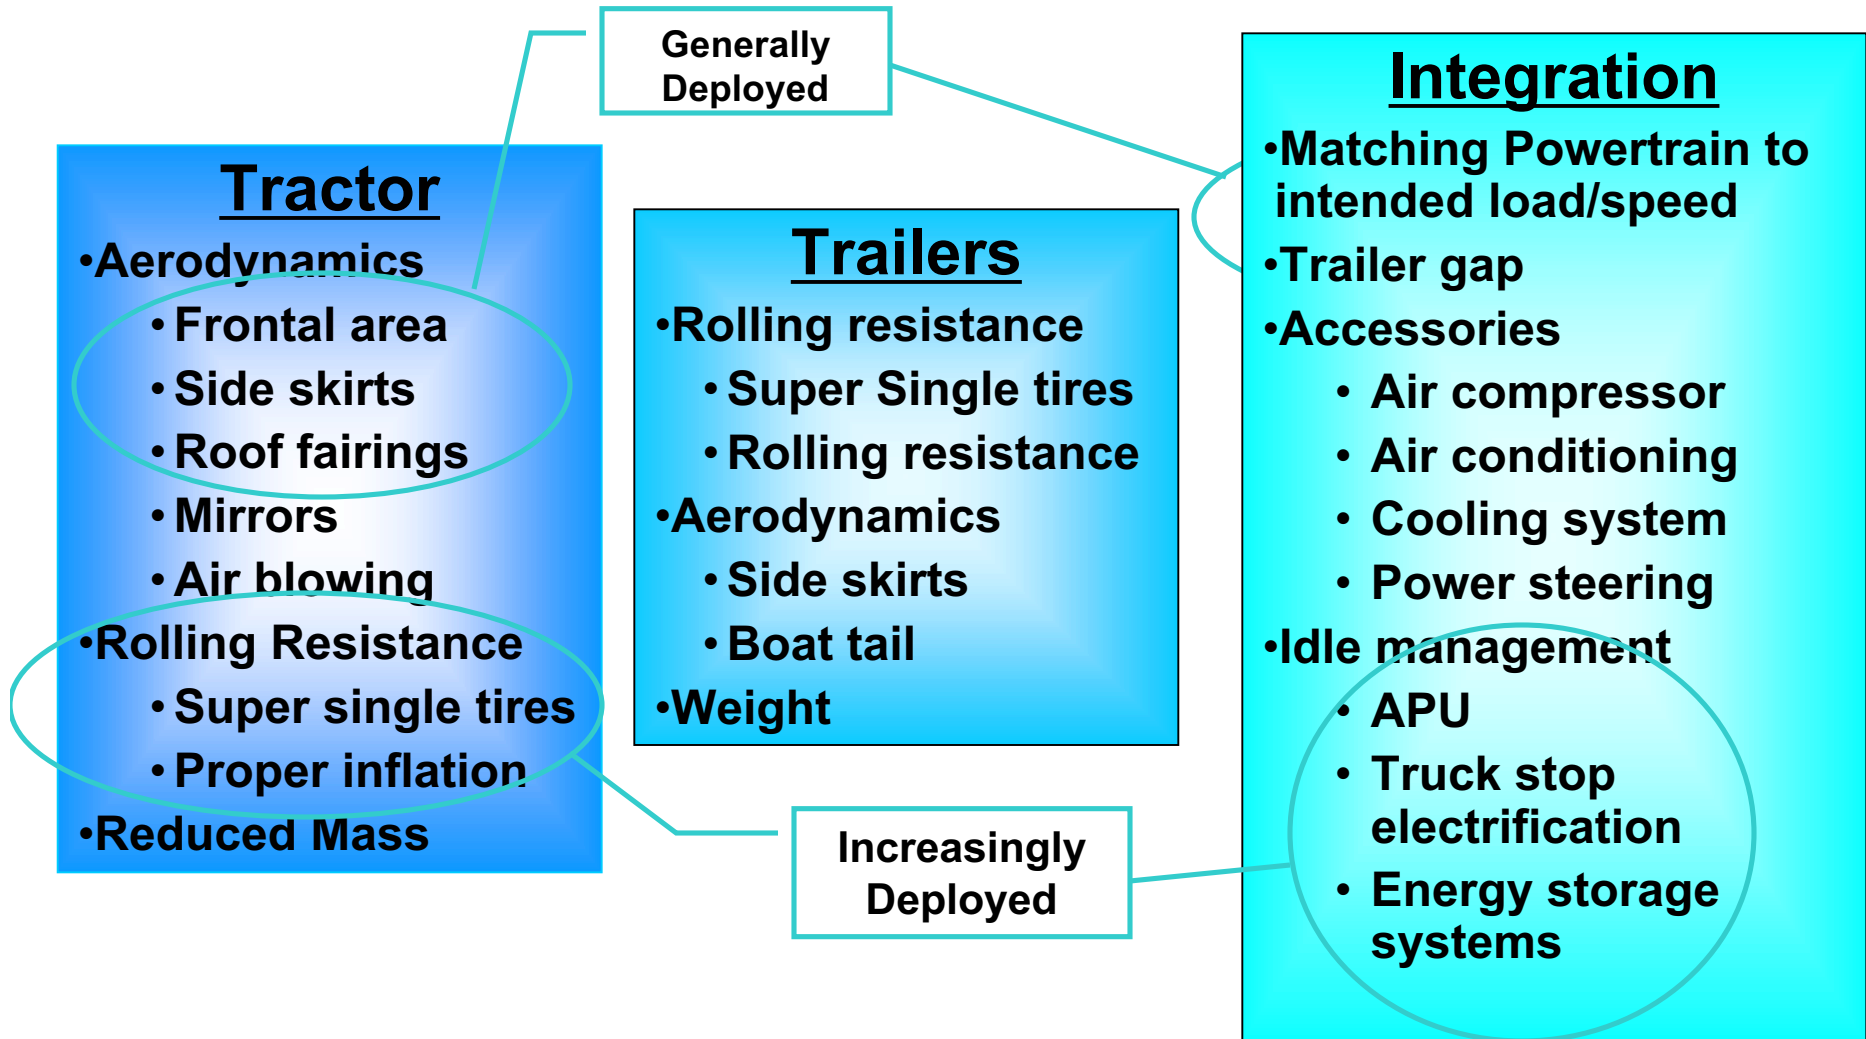 Generally
Deployed
Tractor
•Aerodynamics
• Frontal area
• Side skirts
• Roof fairings
• Mirrors
• Air blowing
•Rolling Resistance
• Super single tires
• Proper inflation
•Reduced Mass
Trailers
•Rolling resistance
• Super Single tires
• Rolling resistance
•Aerodynamics
• Side skirts
• Boat tail
•Weight
Increasingly
Deployed
Integration
•Matching Powertrain to
intended load/speed
•Trailer gap
•Accessories
• Air compressor
• Air conditioning
• Cooling system
• Power steering
•Idle management
• APU
• Truck stop
electrification
• Energy storage
systems